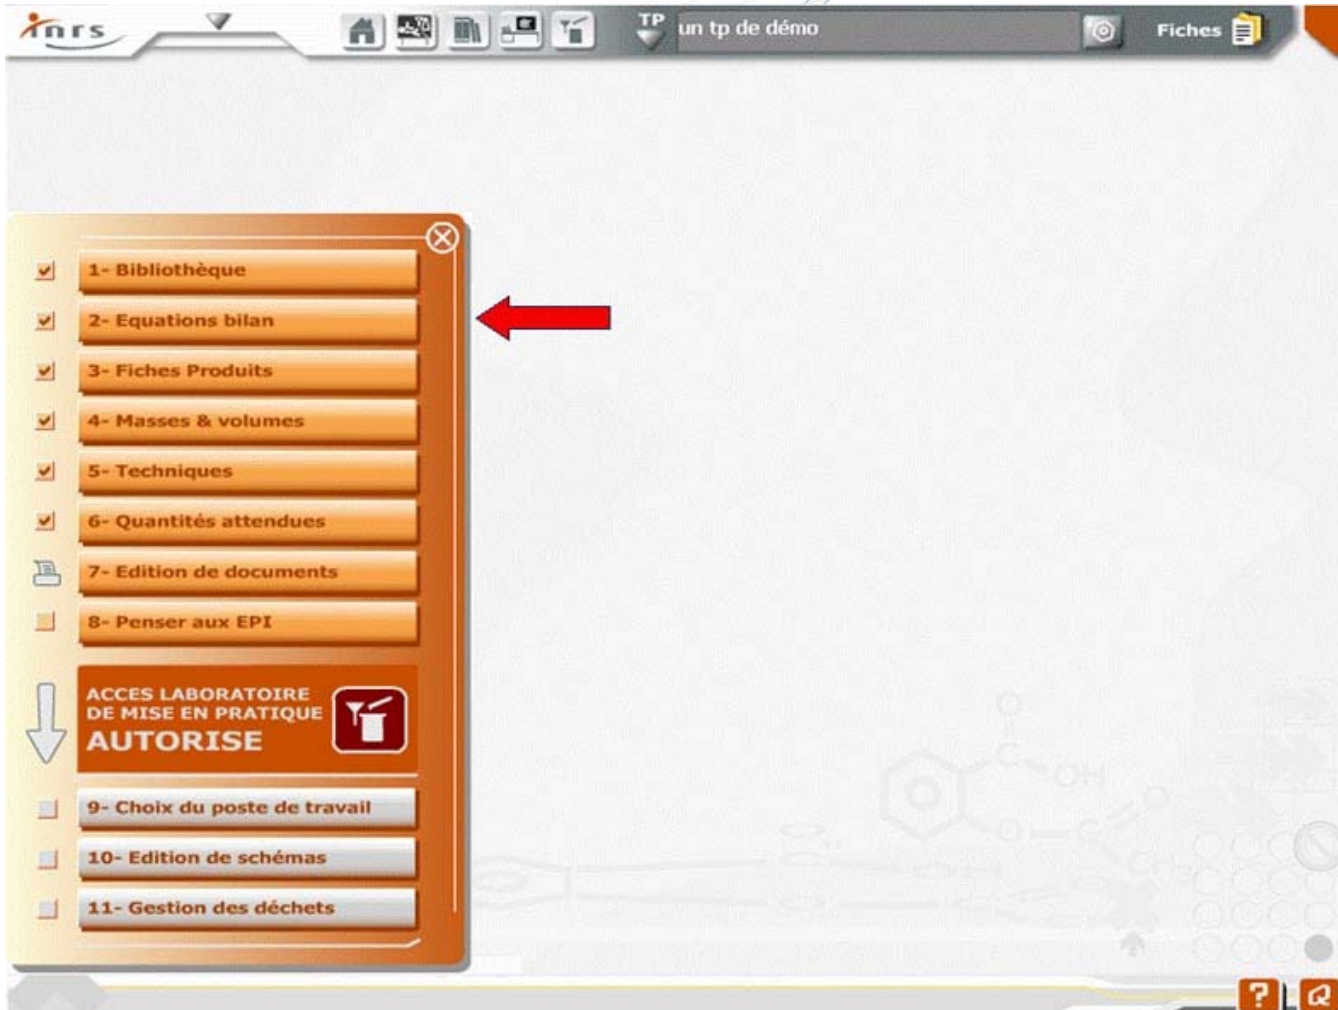 inrs
TP
un tp de démo
Fiches
1- Bibliothèque
2- Equations bilan
3- Fiches Produits
4- Masses & volumes
5- Techniques
6- Quantités attendues
7- Edition de documents
8- Penser aux EPI
ACCES LABORATOIRE
DE MISE EN PRATIQUE
AUTORISE
9- Choix du poste de travail
10- Edition de schémas
11- Gestion des déchets
O
C
OH
O
O
O
C
CH3
?